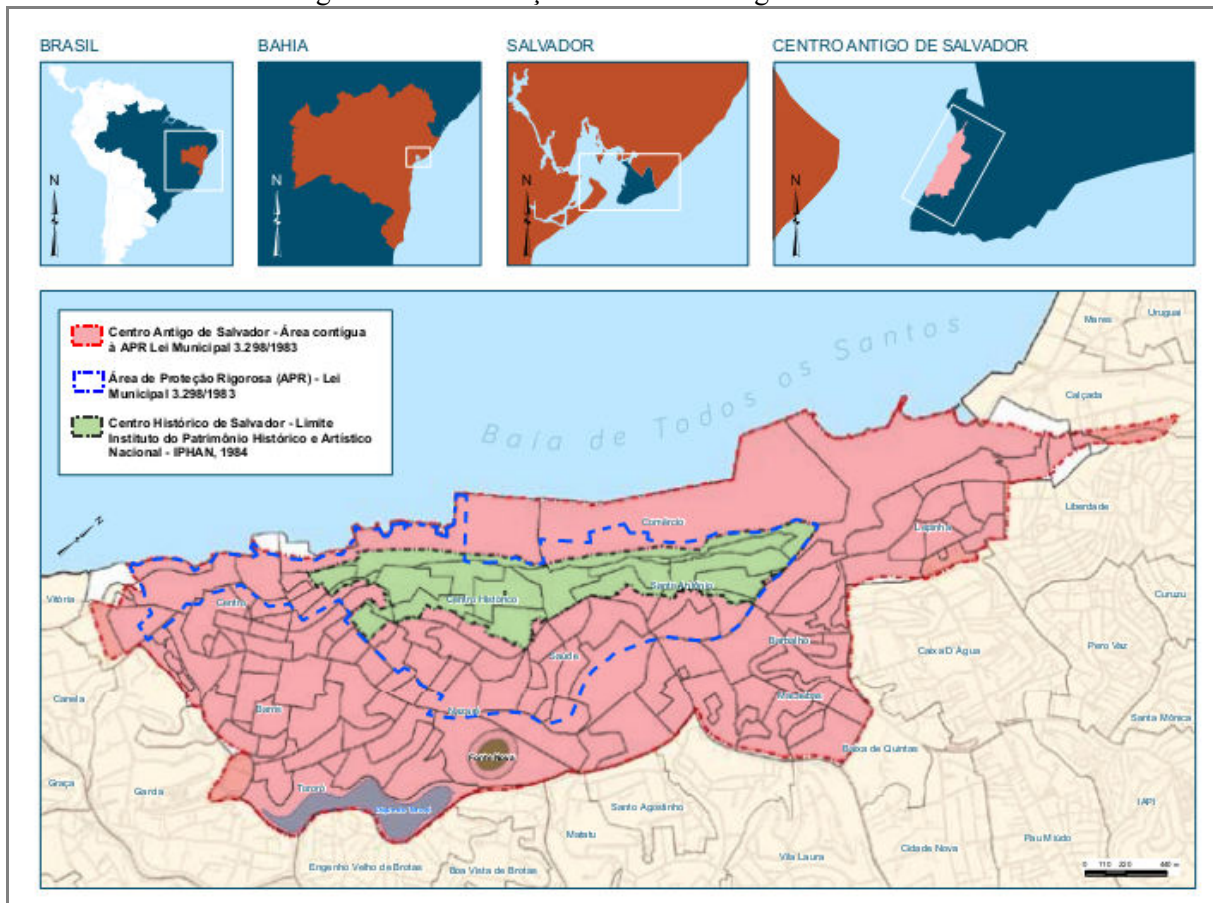 BRASIL
BAHIA
SALVADOR
CENTRO ANTIGO DE SALVADOR
N
N
N
N
Centro Antigo de Salvador - Área contígua
à APR Lei Municipal 3.298/1983
Área de Proteção Rigorosa (APR) - Lei
Municipal 3.298/1983
Centro Histórico de Salvador - Limite
Instituto do Patrimônio Histórico e Artístico
Nacional - IPHAN, 1984
Baía de Todos os Santos
Mares
Uruguai
Calçada
Liberdade
Lapinha
Comércio
Santo Antônio
Centro Histórico
Centro
Vitória
Curuzu
Pero Vaz
Caixa D'Água
Barbalho
Saúde
Macaúbas
Nazaré
Barris
Canela
Santa Mônica
Baixa de Quintas
Fonte Nova
Graça
Garcia
Tororó
Santo Agostinho
IAPI
Matatu
Pau Miúdo
Cidade Nova
Vila Laura
Engenho Velho de Brotas
Boa Vista de Brotas
N
0 110 220 440 m